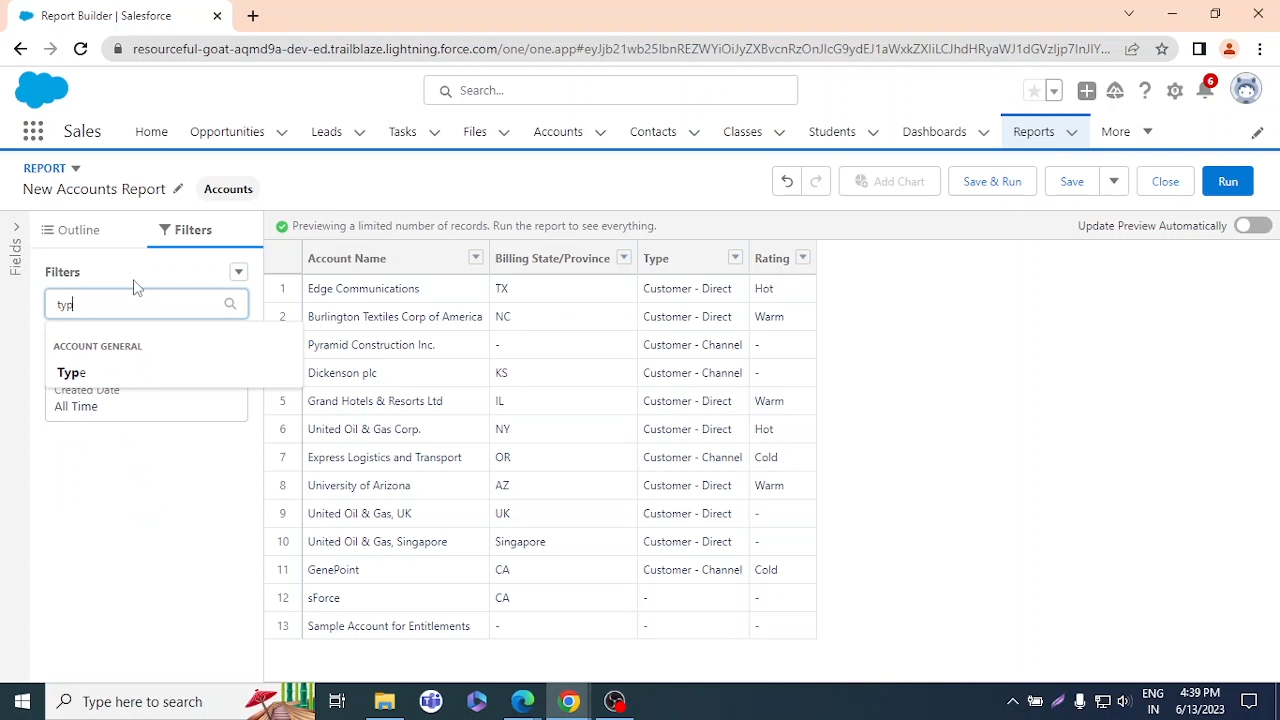 Report Builder | Salesforce
resourceful-goat-aqmd9a-dev-ed.trailblaze.lightning.force.com/one/one.app#
Search...
6
Sales Home Opportunities Leads Tasks Files Accounts Contacts Classes Students Dashboards Reports More
REPORT
New Accounts Report Accounts
Add Chart Save & Run Save Close Run
Fields
Outline Filters
Previewing a limited number of records. Run the report to see everything. Update Preview Automatically
Filters
typ
ACCOUNT GENERAL
Type
Created Date
All Time
Account Name Billing State/Province Type Rating
1 Edge Communications TX Customer - Direct Hot
2 Burlington Textiles Corp of America NC Customer - Direct Warm
Pyramid Construction Inc. - Customer - Channel -
Dickenson plc KS Customer - Channel -
5 Grand Hotels & Resorts Ltd IL Customer - Direct Warm
6 United Oil & Gas Corp. NY Customer - Direct Hot
7 Express Logistics and Transport OR Customer - Channel Cold
8 University of Arizona AZ Customer - Direct Warm
9 United Oil & Gas, UK UK Customer - Direct -
10 United Oil & Gas, Singapore Singapore Customer - Direct -
11 GenePoint CA Customer - Channel Cold
12 sForce CA - -
13 Sample Account for Entitlements - - -
Type here to search
ENG
IN
4:39 PM
6/13/2023